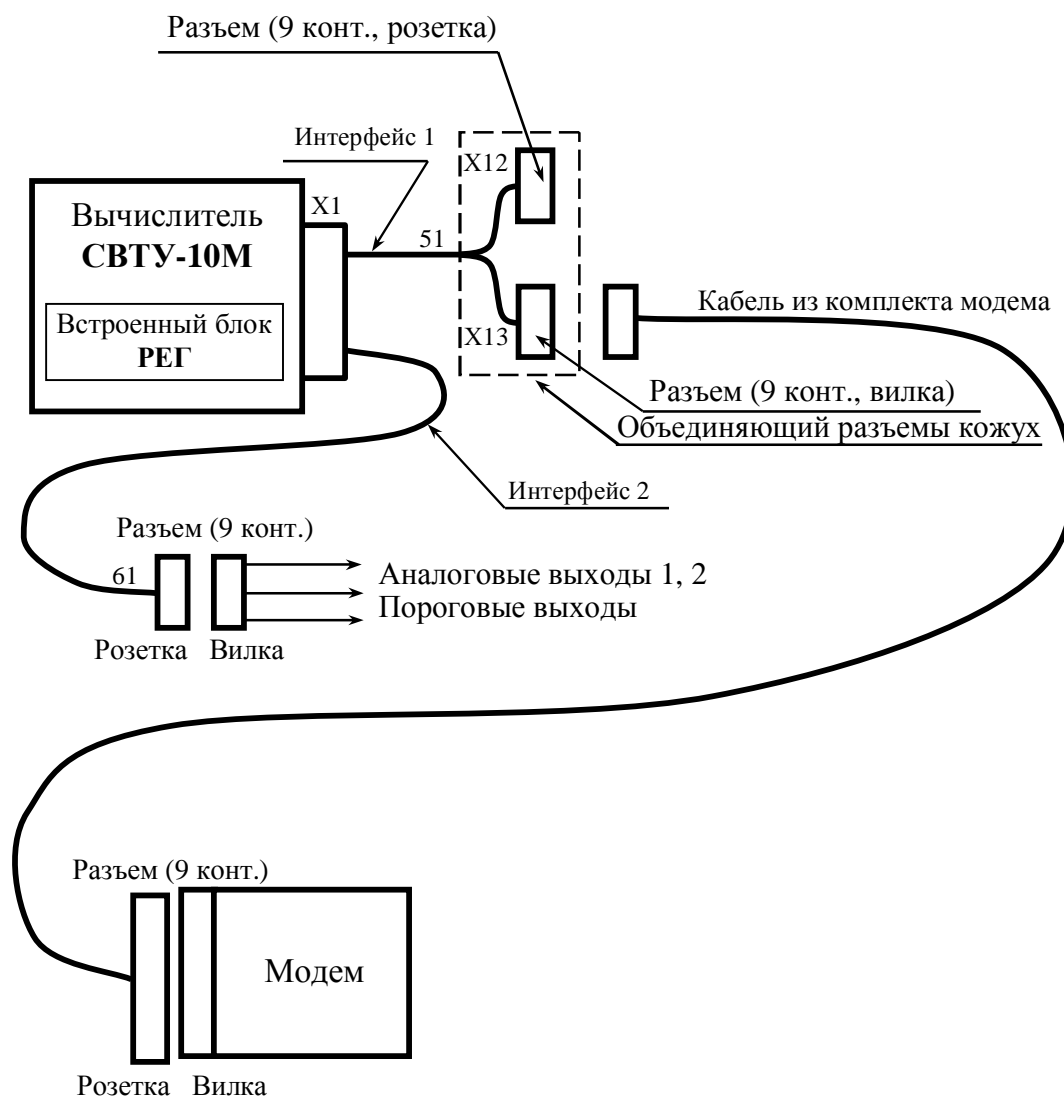 Разъем (9 конт., розетка)
Интерфейс 1
X12
X1
Вычислитель
СВТУ-10М
51
Встроенный блок
РЕГ
X13
Кабель из комплекта модема
Разъем (9 конт., вилка)
Объединяющий разъемы кожух
Интерфейс 2
Разъем (9 конт.)
61
Аналоговые выходы 1, 2
Пороговые выходы
Розетка Вилка
Разъем (9 конт.)
Модем
Розетка Вилка